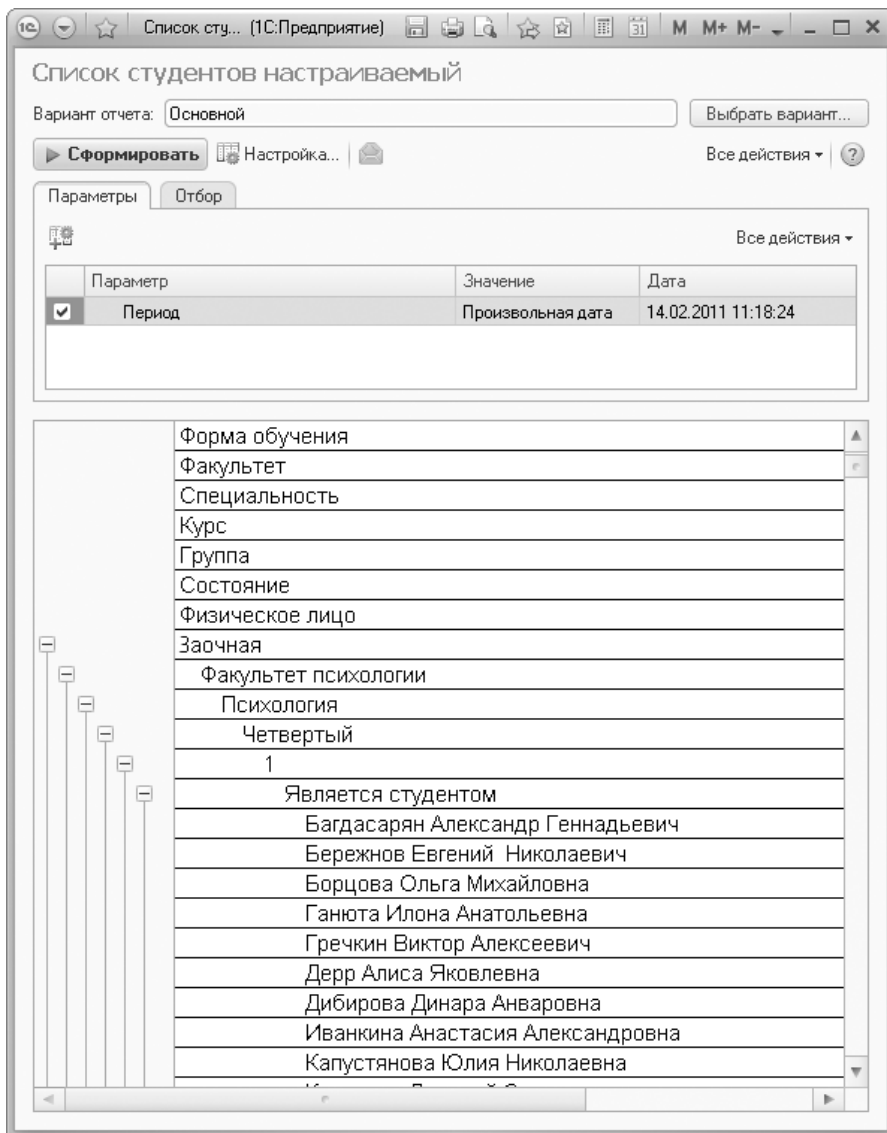 Список сту... (1С:Предприятие) 31 M M+ M-
Список студентов настраиваемый
Вариант отчета: Основной Выбрать вариант...
Сформировать Настройка... Все действия ?
Параметры Отбор
Все действия
Параметр Значение Дата
Период Произвольная дата 14.02.2011 11:18:24
Форма обучения
Факультет
Специальность
Курс
Группа
Состояние
Физическое лицо
Заочная
Факультет психологии
Психология
Четвертый
1
Является студентом
Багдасарян Александр Геннадьевич
Бережнов Евгений Николаевич
Борцова Ольга Михайловна
Ганюта Илона Анатольевна
Гречкин Виктор Алексеевич
Дерр Алиса Яковлевна
Дибирова Динара Анваровна
Иванкина Анастасия Александровна
Капустянова Юлия Николаевна